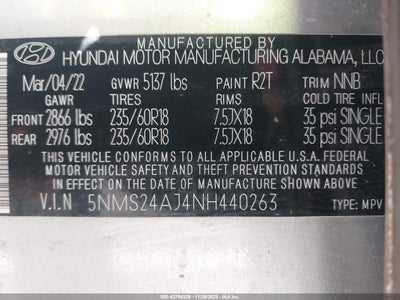 MANUFACTURED BY
HYUNDAI MOTOR MANUFACTURING ALABAMA, LLC
Mar/04/22 GVWR 5137 lbs PAINT R2T TRIM NNB
GAWR TIRES RIMS COLD TIRE INFL
FRONT 2866 lbs 235/60R18 7.5JX18 35 psi SINGLE
REAR 2976 lbs 235/60R18 7.5JX18 35 psi SINGLE
THIS VEHICLE CONFORMS TO ALL APPLICABLE U.S.A. FEDERAL
MOTOR VEHICLE SAFETY AND THEFT PREVENTION STANDARDS
IN EFFECT ON THE DATE OF MANUFACTURE SHOWN ABOVE.
V.I.N 5NMS24AJ4NH440263 TYPE: MPV